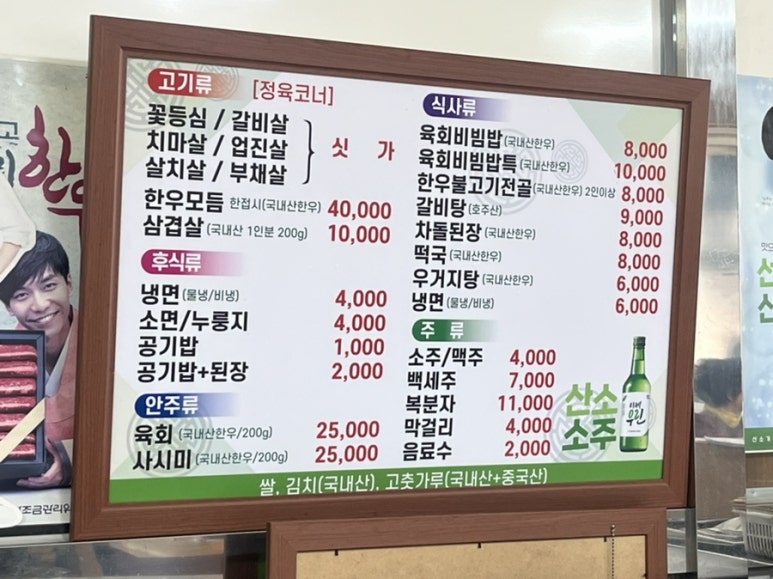 고기류 [정육코너]
꽃등심 / 갈비살
치마살 / 업진살
살치살 / 부채살
싯 가
한우모듬 한접시(국내산한우) 40,000
삼겹살 (국내산 1인분 200g) 10,000
후식류
냉면 (물냉/비냉) 4,000
소면/누룽지 4,000
공기밥 1,000
공기밥+된장 2,000
안주류
육회 (국내산한우/200g) 25,000
사시미 (국내산한우/200g) 25,000
식사류
육회비빔밥 (국내산한우) 8,000
육회비빔밥특 (국내산한우) 10,000
한우불고기전골 (국내산한우) 2인이상 8,000
갈비탕 (호주산) 9,000
차돌된장 (국내산한우) 8,000
떡국 (국내산한우) 8,000
우거지탕 (국내산한우) 6,000
냉면 (물냉/비냉) 6,000
주 류
소주/맥주 4,000
백세주 7,000
복분자 11,000
막걸리 4,000
음료수 2,000
산소
소주
쌀, 김치(국내산), 고춧가루(국내산+중국산)